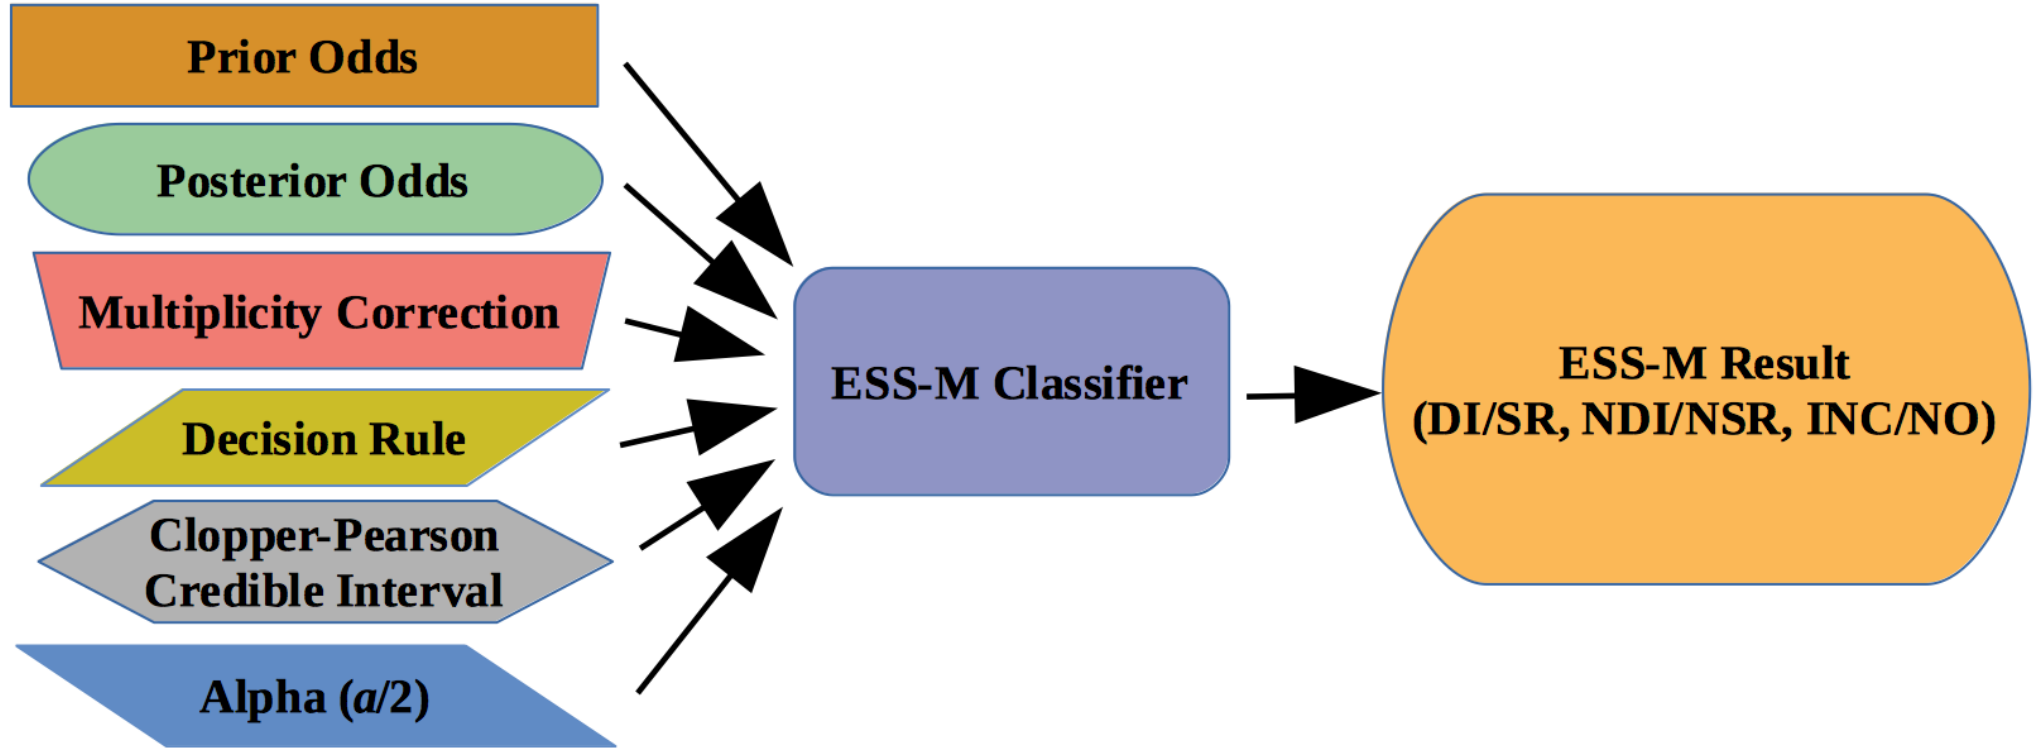 Prior Odds
Posterior Odds
Multiplicity Correction
Decision Rule
Clopper-Pearson
Credible Interval
Alpha (a/2)
ESS-M Classifier
ESS-M Result
(DI/SR, NDI/NSR, INC/NO)